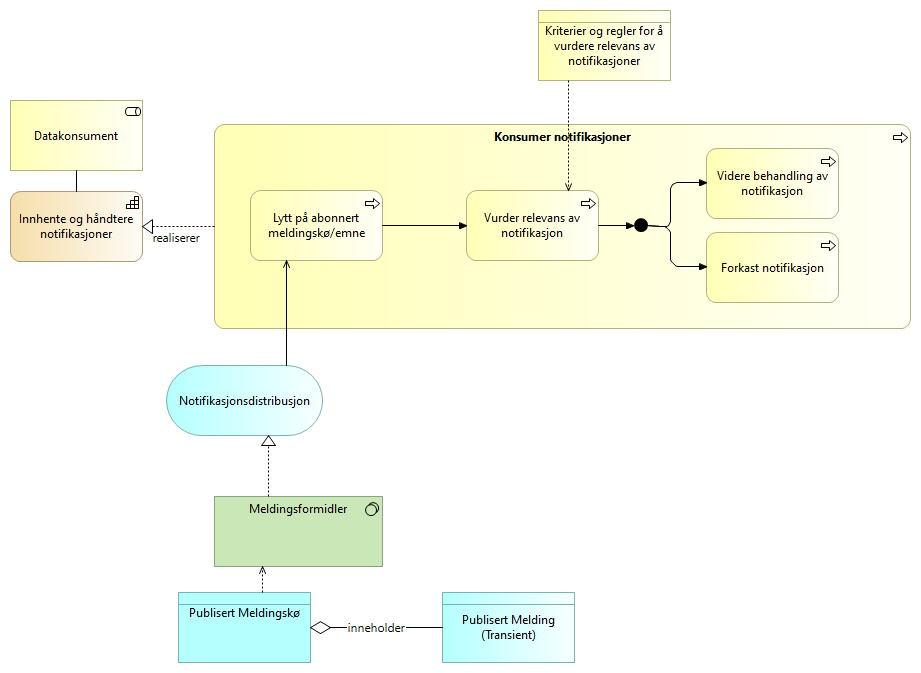 Kriterier og regler for å
vurdere relevans av
notifikasjoner
Datakonsument
Konsumer notifikasjoner
Innhente og håndtere
notifikasjoner
realiserer
Lytt på abonnert
meldingskø/emne
Vurder relevans av
notifikasjon
Videre behandling av
notifikasjon
Forkast notifikasjon
Notifikasjonsdistribusjon
Meldingsformidler
Publisert Meldingskø
inneholder
Publisert Melding
(Transient)